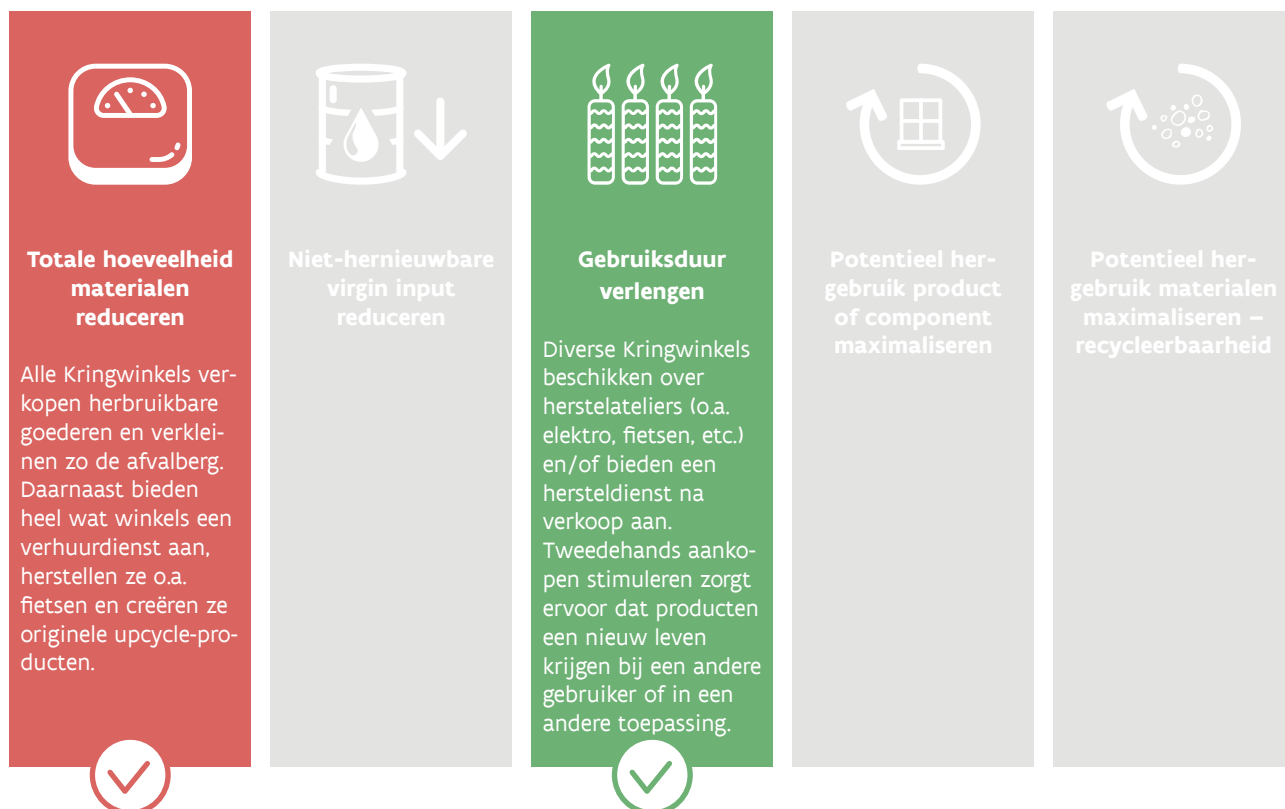 Totale hoeveelheid
materialen
reduceren
Alle Kringwinkels ver-
kopen herbruikbare
goederen en verklei-
nen zo de afvalberg.
Daarnaast bieden
heel wat winkels een
verhuurdienst aan,
herstellen ze o.a.
fietsen en creëren ze
originele upcycle-pro-
ducten.
Niet-hernieuwbare
virgin input
reduceren
Gebruiksduur
verlengen
Diverse Kringwinkels
beschikken over
herstelateliers (o.a.
elektro, fietsen, etc.)
en/of bieden een
hersteldienst na
verkoop aan.
Tweedehands aanko-
pen stimuleren zorgt
ervoor dat producten
een nieuw leven
krijgen bij een andere
gebruiker of in een
andere toepassing.
Potentieel her-
gebruik product
of component
maximaliseren
Potentieel her-
gebruik materialen
maximaliseren –
recycleerbaarheid